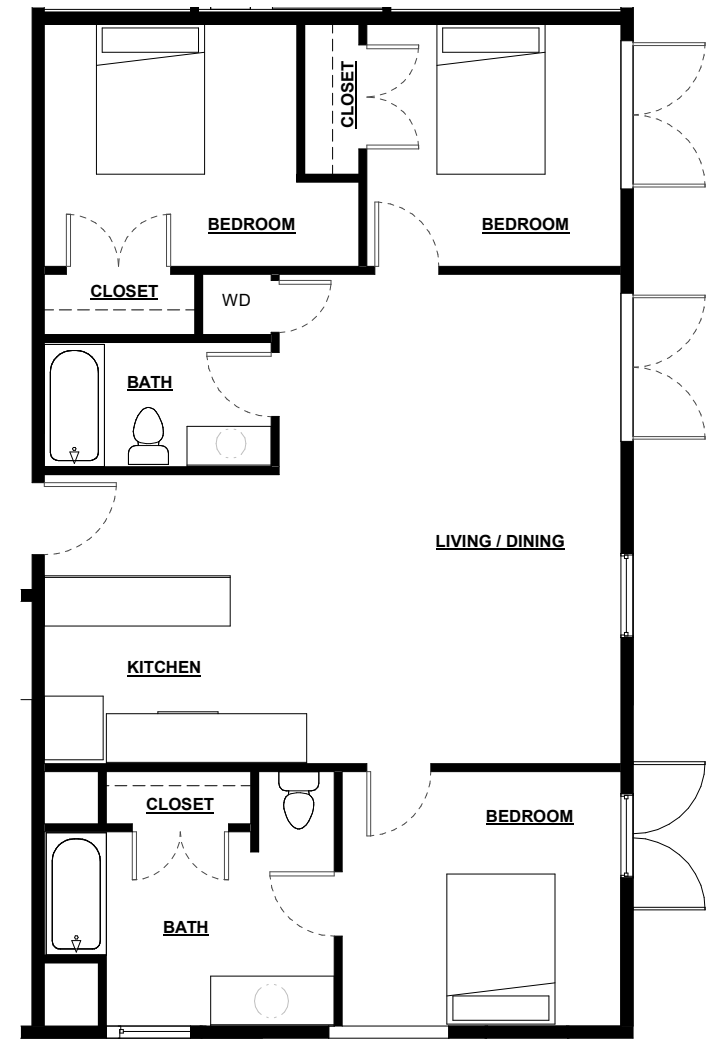 CLOSET
BEDROOM
BEDROOM
CLOSET
WD
BATH
LIVING / DINING
KITCHEN
CLOSET
BEDROOM
BATH